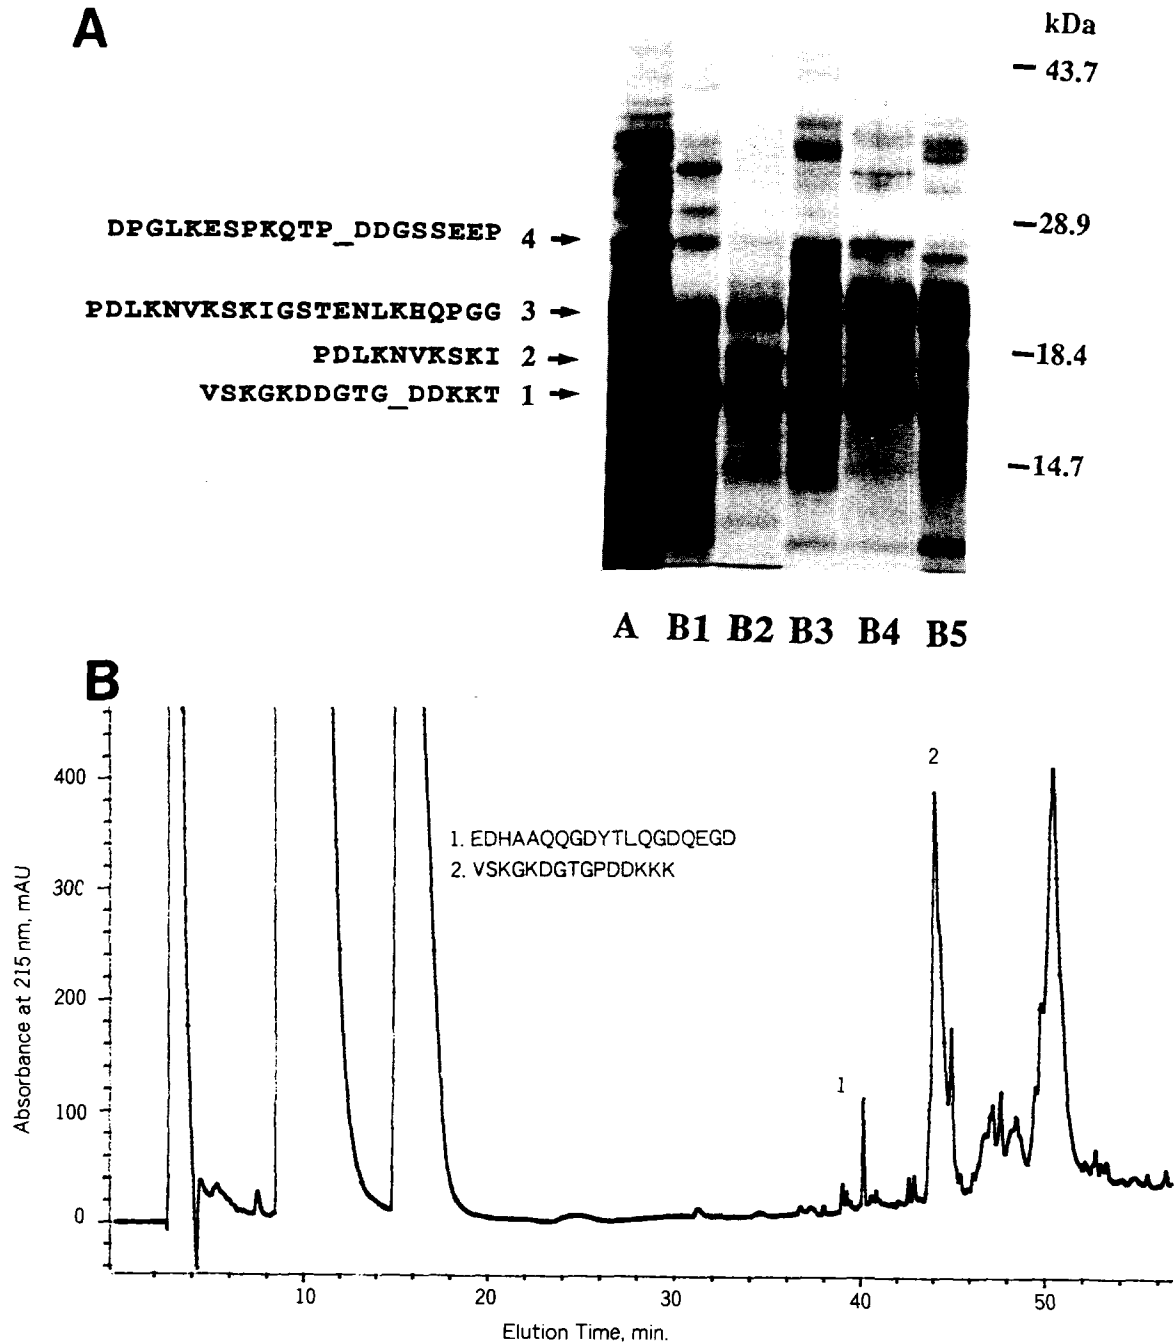 A
kDa
— 43.7
DPGLKESPKQTP_DDGSSEEP 4
— 28.9
PDLKNVKSKIGSTENLKHQPGG 3
PDLKNVKSKI 2
— 18.4
VSKGKDDGTG_DDKKT 1
— 14.7
A B1 B2 B3 B4 B5
B
400
300
200
100
0
Absorbance at 215 nm, mAU
1. EDHAAQQGDYTLQGDQEGD
2. VSKGKDGTGPDDKKK
1
2
10 20 30 40 50
Elution Time, min.